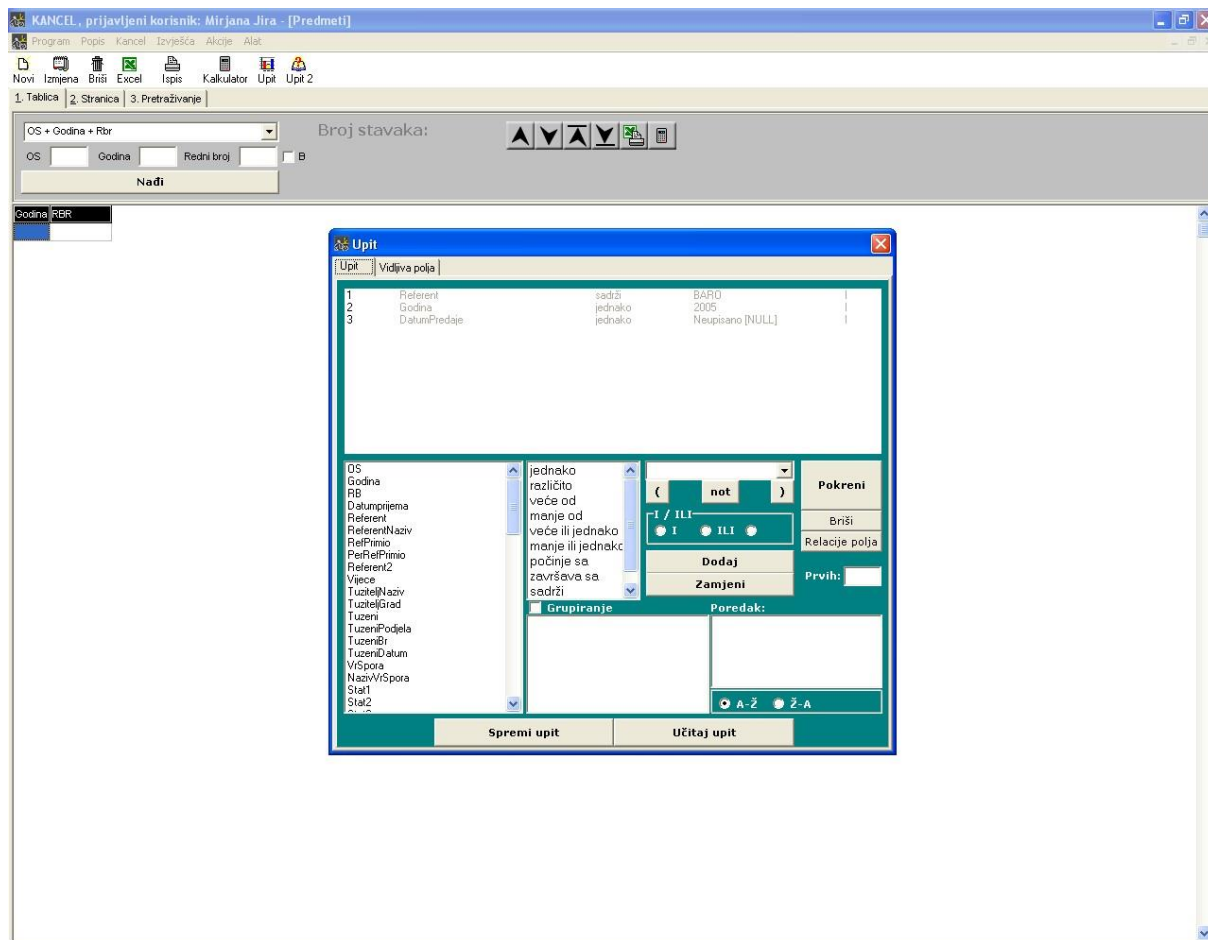 KANCEL, prijavljeni korisnik: Mirjana Jira - [Predmeti]
Program Popis Kancel Izvješća Akcije Alat
Novi Izmjena Briši Excel Ispis Kalkulator Upit Upit 2
1. Tablica 2. Stranica 3. Pretraživanje
OS + Godina + Rbr
Broj stavaka:
OS Godina Redni broj B
Nađi
Godina RBR
Upit
Upit Vidljiva polja
1 Referent sadrži BARO I
2 Godina jednako 2005 I
3 DatumPredaje jednako Neupisano [NULL] I
OS
Godina
RB
Datumprijema
Referent
ReferentNaziv
RefPrimio
PerRefPrimio
Referent2
Vijece
TuziteljNaziv
TuziteljGrad
Tuzeni
TuzeniPodjela
TuzeniBr
TuzeniDatum
VrSpora
NazivVrSpora
Stat1
Stat2
jednako
različito
veće od
manje od
veće ili jednako
manje ili jednako
počinje sa
završava sa
sadrži
( not )
I / ILI
I ILI
Dodaj
Zamjeni
Pokreni
Briši
Relacije polja
Prvih:
Grupiranje
Poredak:
A-Ž Ž-A
Spremi upit Učitaj upit